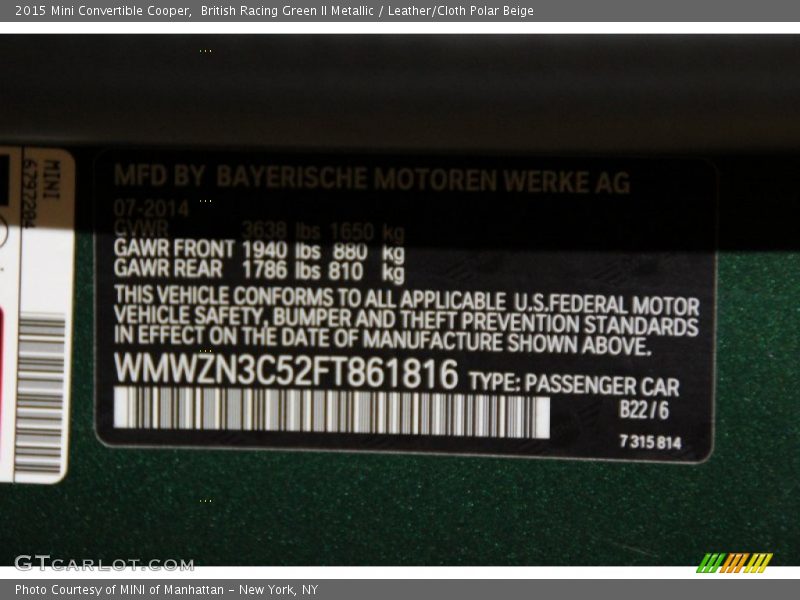 2015 Mini Convertible Cooper,  British Racing Green II Metallic / Leather/Cloth Polar Beige
MINI
MFD BY BAYERISCHE MOTOREN WERKE AG
07-2014
GVWR 3638 lbs 1650 kg
GAWR FRONT 1940 lbs 880 kg
GAWR REAR 1786 lbs 810 kg
THIS VEHICLE CONFORMS TO ALL APPLICABLE U.S.FEDERAL MOTOR
VEHICLE SAFETY, BUMPER AND THEFT PREVENTION STANDARDS
IN EFFECT ON THE DATE OF MANUFACTURE SHOWN ABOVE.
WMWZN3C52FT861816 TYPE: PASSENGER CAR
B22/6
7 315 814
GTCARLOT.COM
Photo Courtesy of MINI of Manhattan - New York, NY